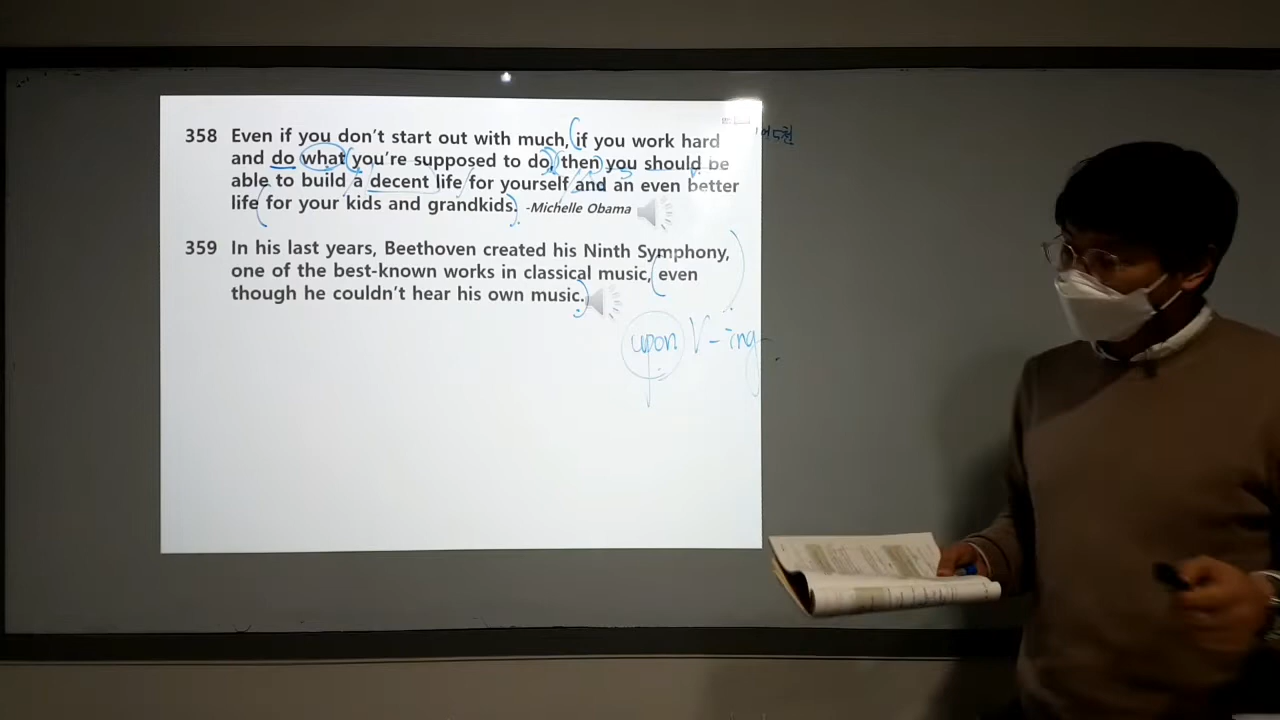 358 Even if you don't start out with much, if you work hard
and do what you're supposed to do, then you should be
able to build a decent life for yourself and an even better
life for your kids and grandkids. -Michelle Obama
359 In his last years, Beethoven created his Ninth Symphony,
one of the best-known works in classical music, even
though he couldn't hear his own music.
upon V-ing